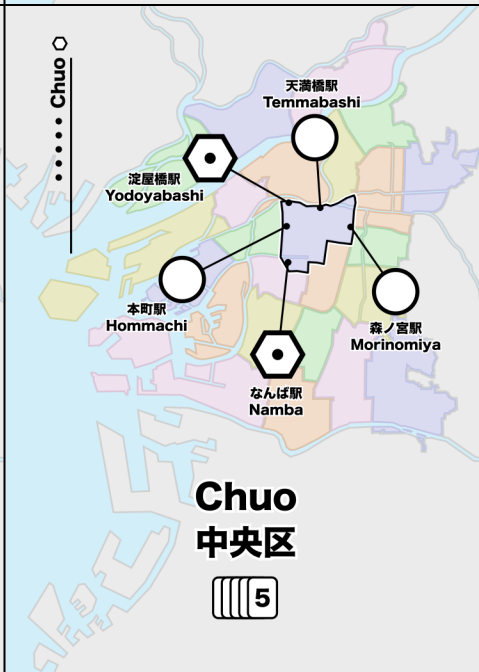 Chuo
天満橋駅
Temmabashi
淀屋橋駅
Yodoyabashi
本町駅
Hommachi
森ノ宮駅
Morinomiya
なんば駅
Namba
Chuo
中央区
5